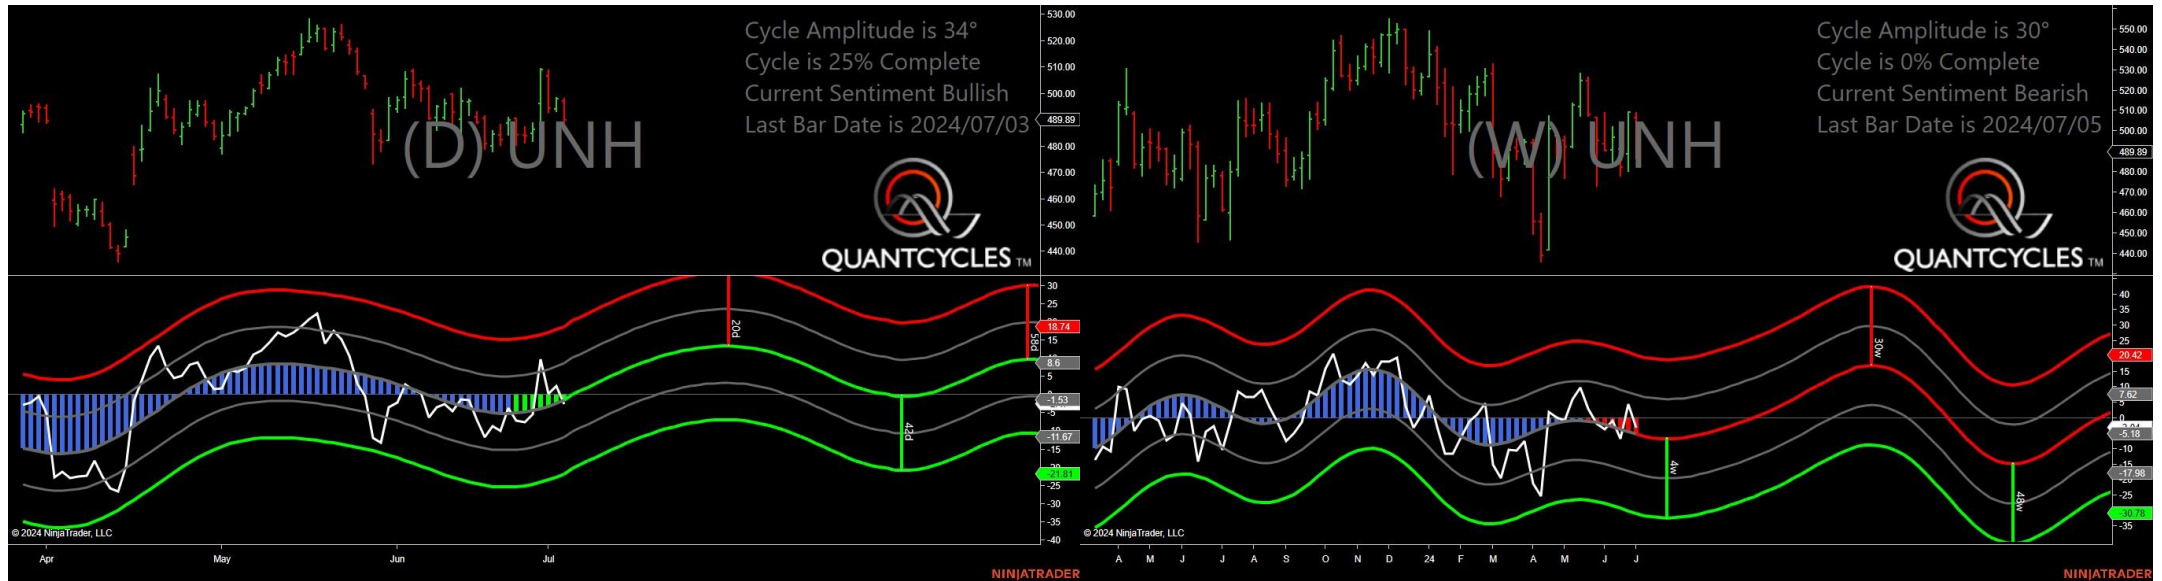 Cycle Amplitude is 34°
Cycle is 25% Complete
Current Sentiment Bullish
Last Bar Date is 2024/07/03
(D) UNH
QUANTCYCLES TM
530.00
520.00
510.00
500.00
489.89
480.00
470.00
460.00
450.00
440.00
20d
58d
42d
30
25
18.74
15
8.6
5
-1.53
-5
-11.67
-15
-21.81
-25
-30
-35
-40
© 2024 NinjaTrader, LLC
Apr
May
Jun
Jul
NINJATRADER
Cycle Amplitude is 30°
Cycle is 0% Complete
Current Sentiment Bearish
Last Bar Date is 2024/07/05
(W) UNH
QUANTCYCLES TM
550.00
540.00
530.00
520.00
510.00
500.00
489.89
480.00
470.00
460.00
450.00
440.00
30w
4w
48w
40
35
30
25
20.42
15
10
7.62
5
0
-5.18
-10
-15
-17.98
-25
-30.78
-35
© 2024 NinjaTrader, LLC
A M J J A S O N D 24 F M A M J J
NINJATRADER